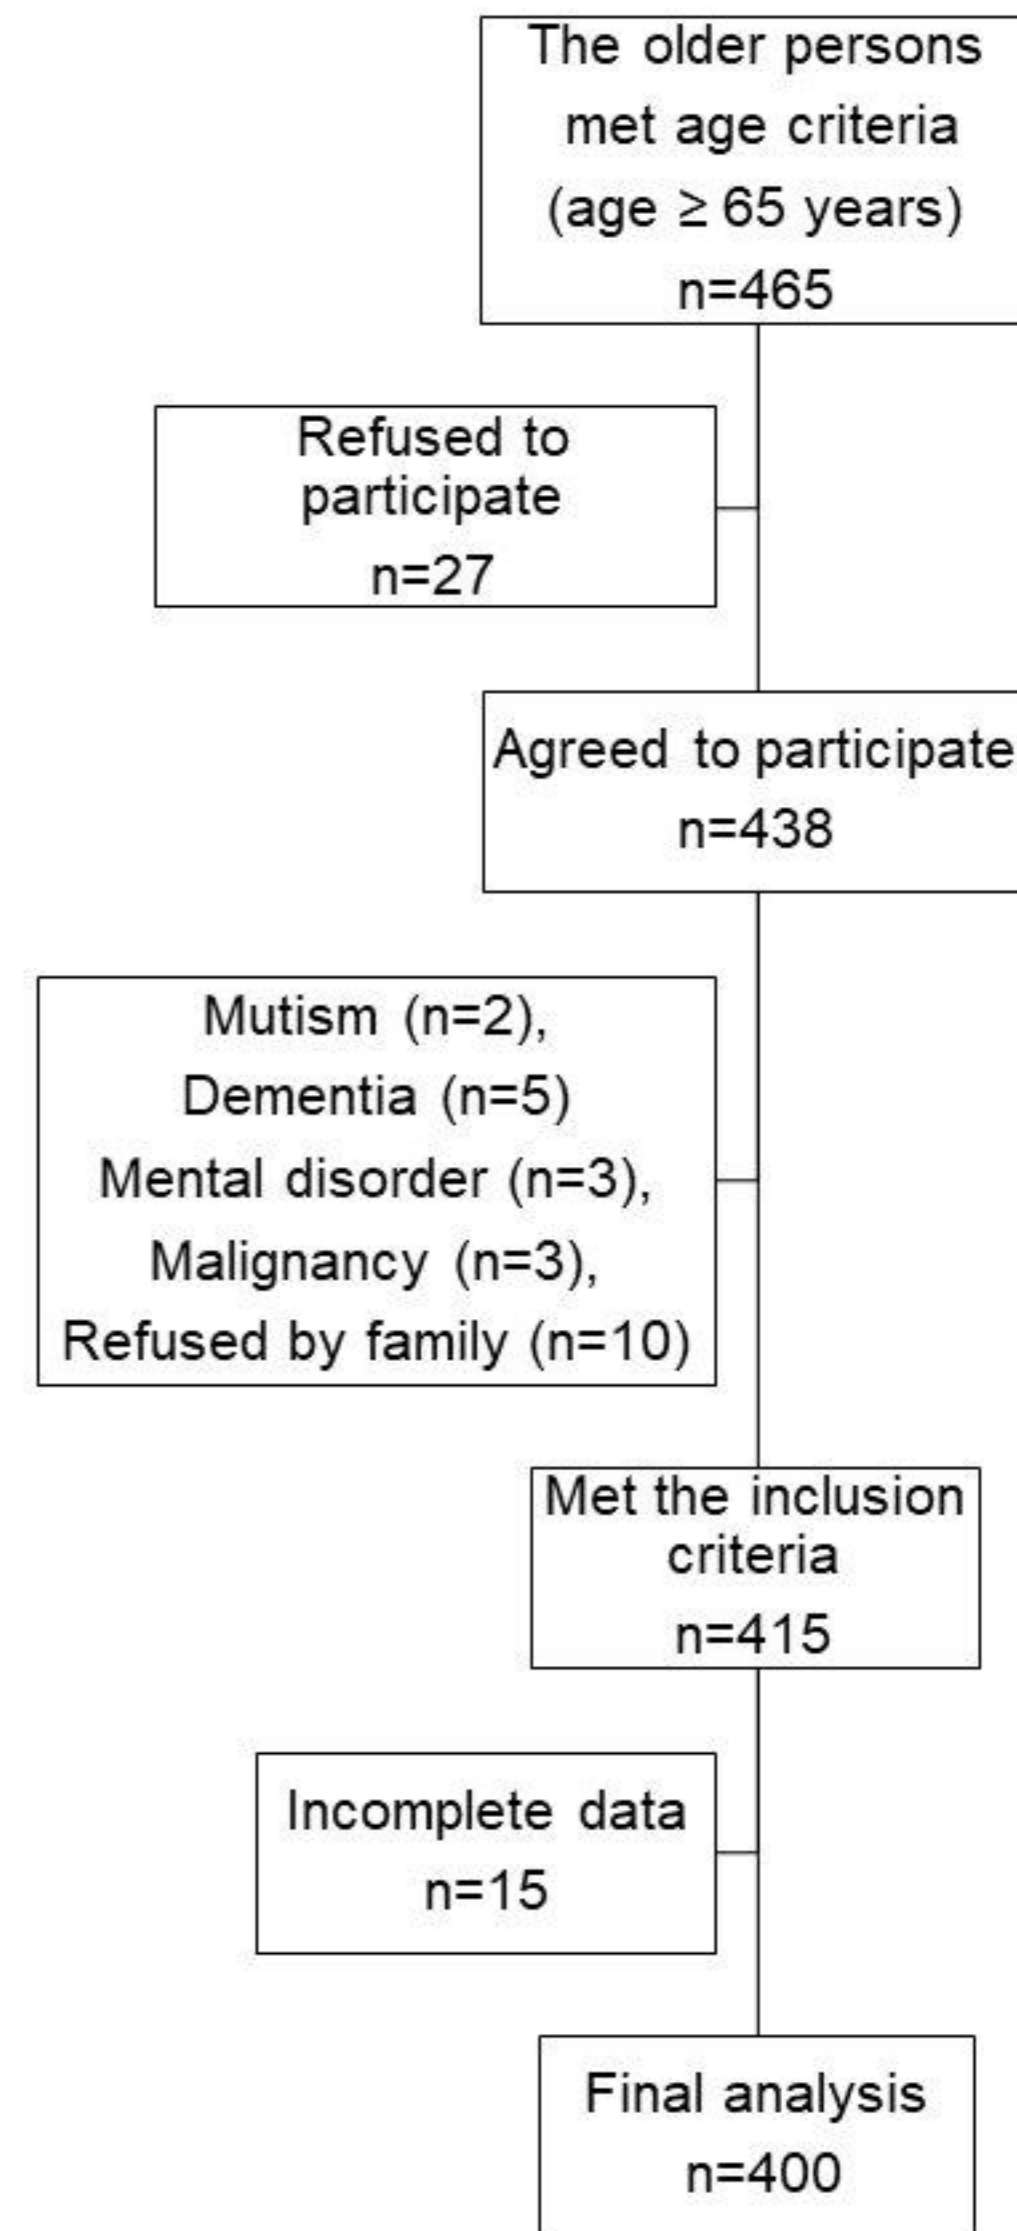 The older persons
met age criteria
(age ≥ 65 years)
n=465
Refused to
participate
n=27
Agreed to participate
n=438
Mutism (n=2),
Dementia (n=5)
Mental disorder (n=3),
Malignancy (n=3),
Refused by family (n=10)
Met the inclusion
criteria
n=415
Incomplete data
n=15
Final analysis
n=400